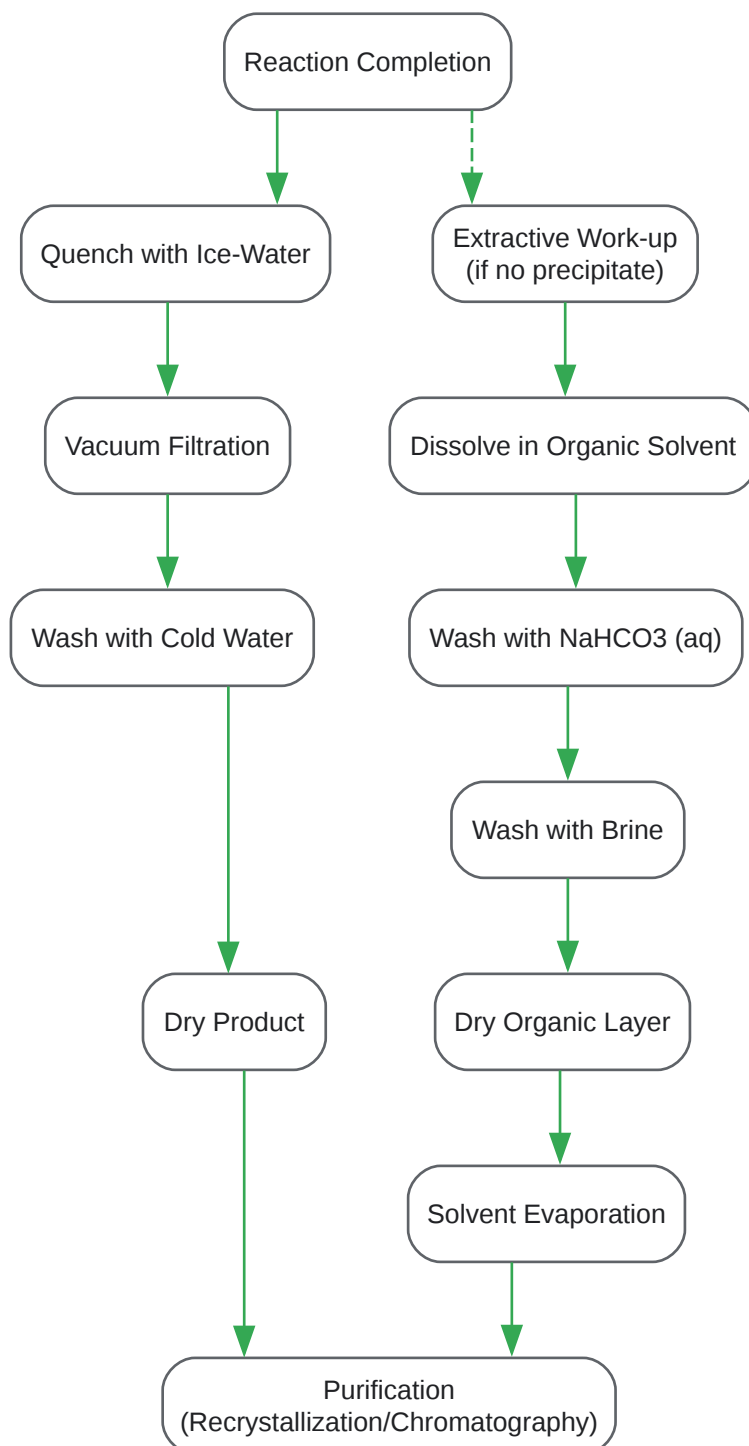 Reaction Completion
Quench with Ice-Water
Extractive Work-up
(if no precipitate)
Vacuum Filtration
Dissolve in Organic Solvent
Wash with Cold Water
Wash with NaHCO3 (aq)
Wash with Brine
Dry Product
Dry Organic Layer
Solvent Evaporation
Purification
(Recrystallization/Chromatography)